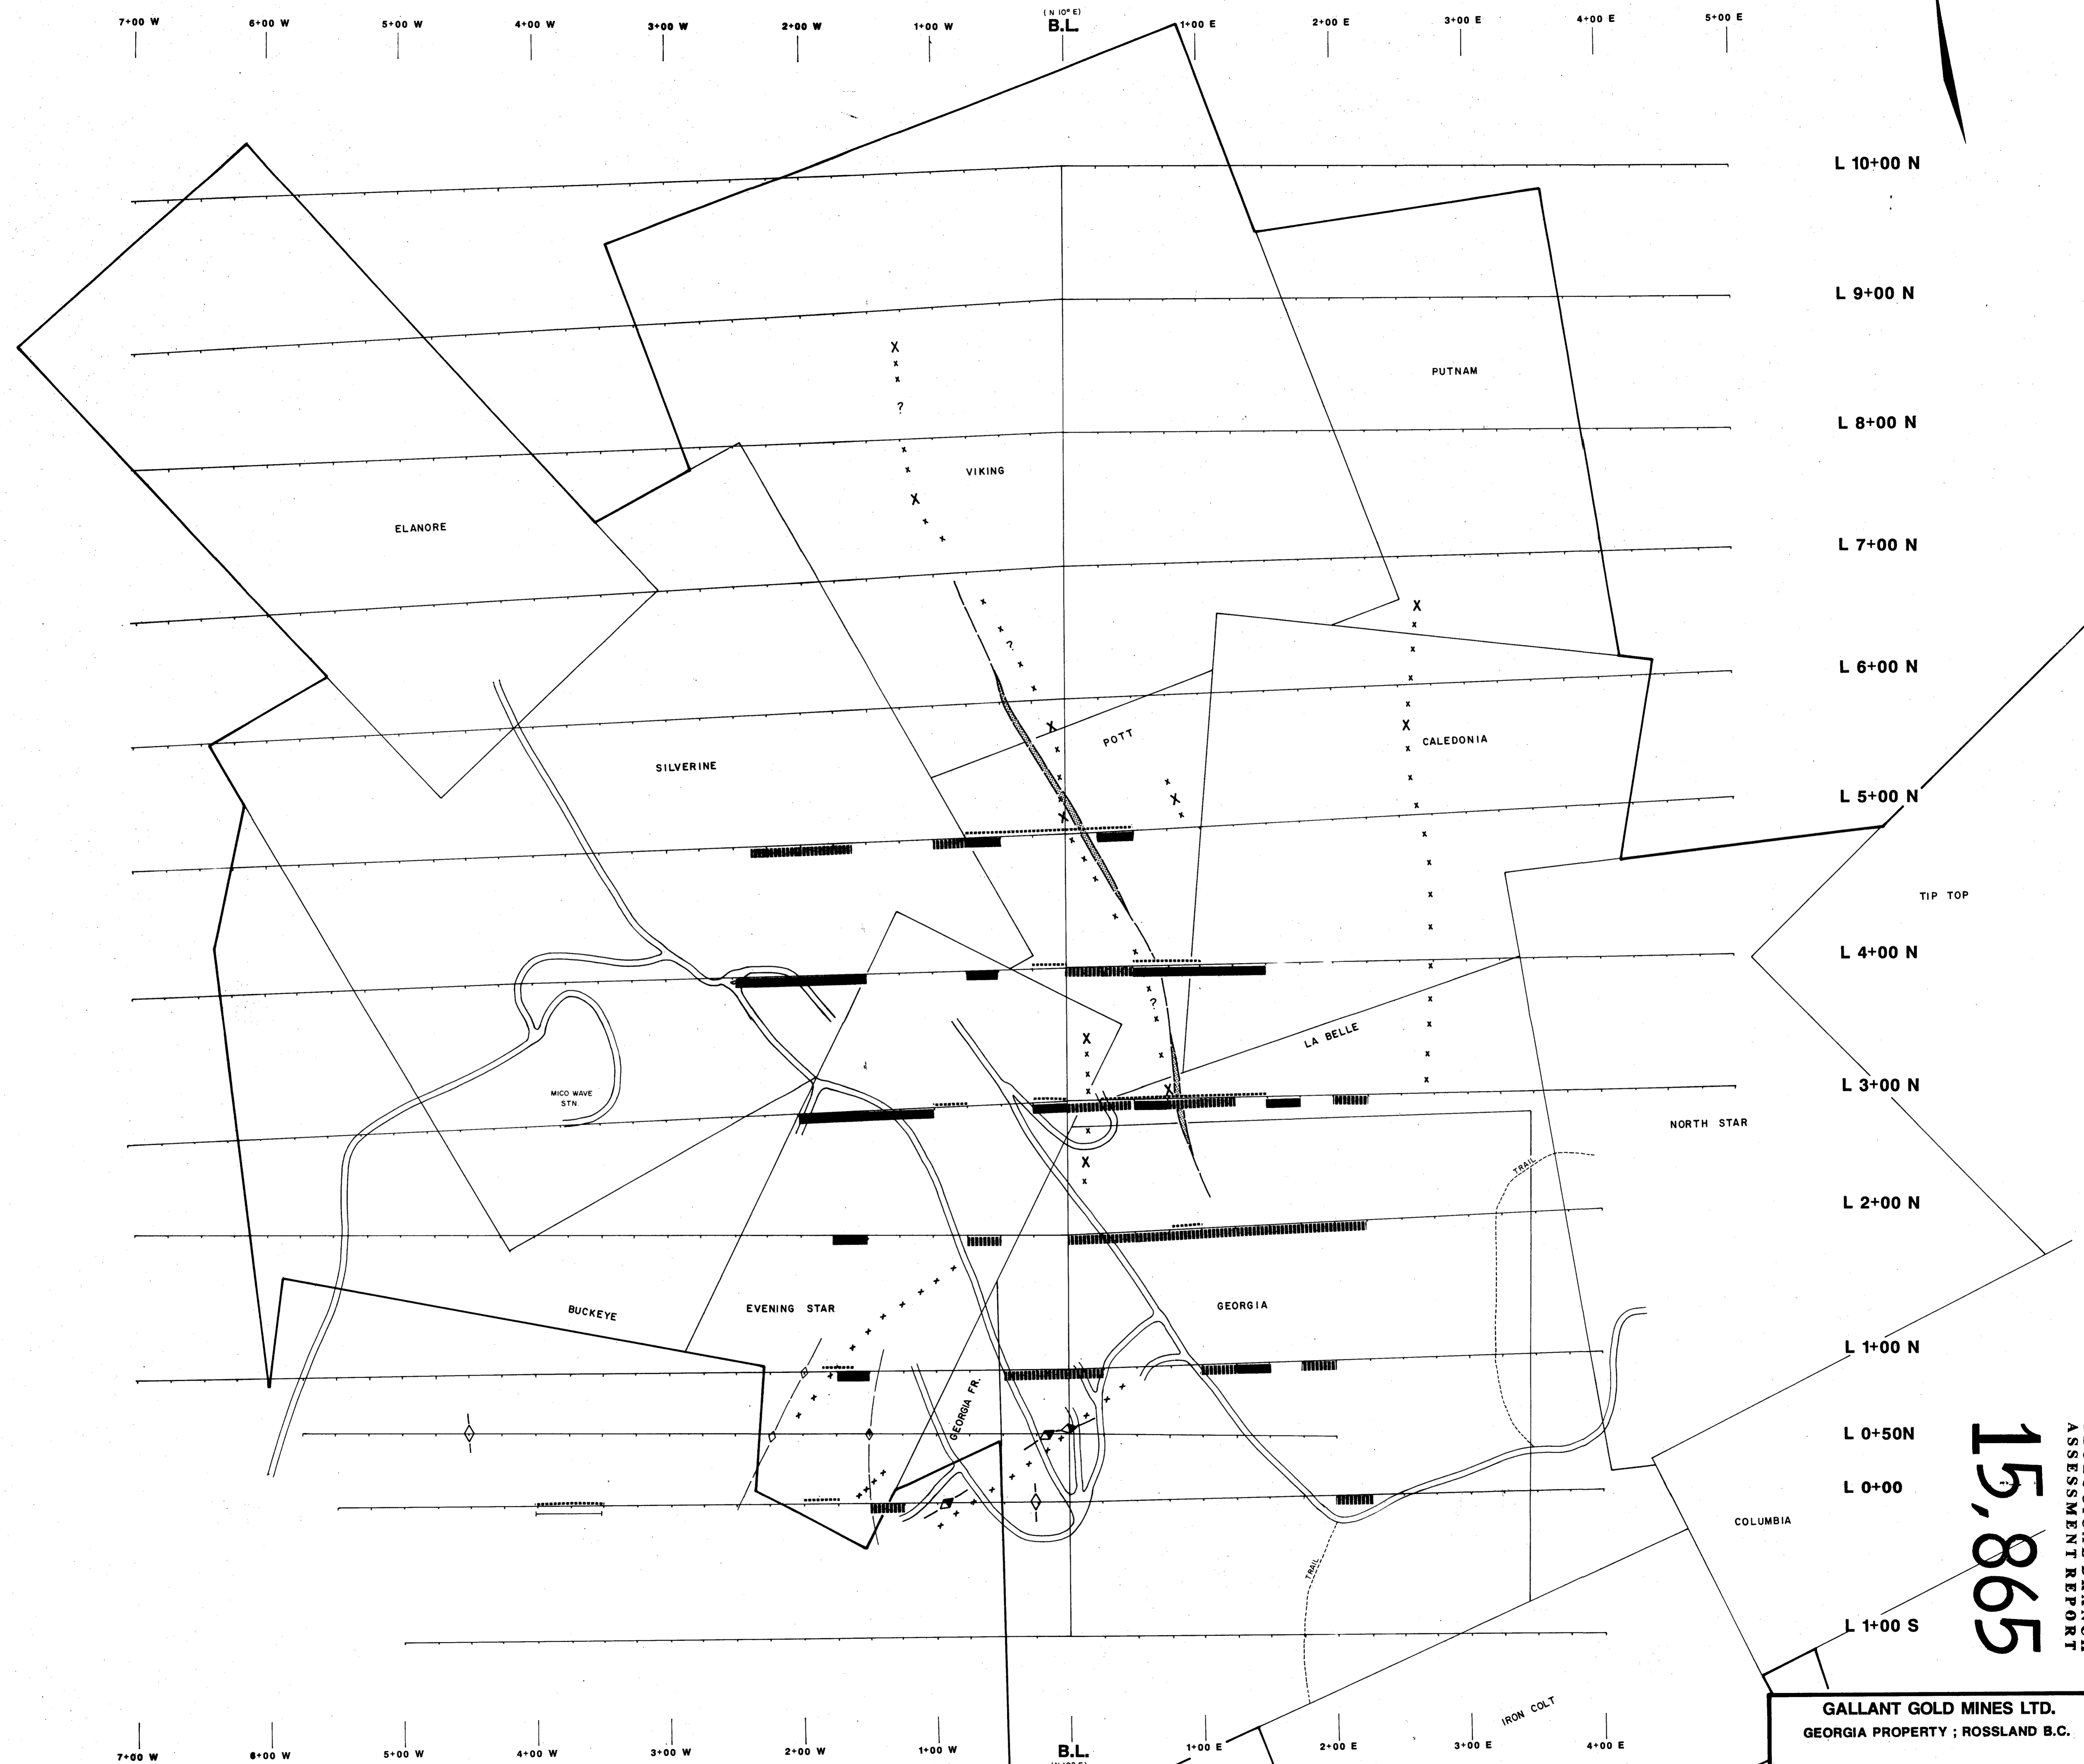 7+00 W 6+00 W 5+00 W 4+00 W 3+00 W 2+00 W 1+00 W (N 10° E) B.L. 1+00 E 2+00 E 3+00 E 4+00 E 5+00 E
L 10+00 N
L 9+00 N
PUTNAM
?
L 8+00 N
VIKING
ELANORE
L 7+00 N
?
L 6+00 N
POTT
CALEDONIA
SILVERINE
L 5+00 N
TIP TOP
L 4+00 N
?
LA BELLE
L 3+00 N
MICO WAVE
STN.
NORTH STAR
TRAIL
L 2+00 N
BUCKEYE
EVENING STAR
GEORGIA
L 1+00 N
GEORGIA FR.
L 0+50N
L 0+00
COLUMBIA
ASSESSMENT REPORT
15,865
TRAIL
L 1+00 S
IRON COLT
GALLANT GOLD MINES LTD.
GEORGIA PROPERTY ; ROSSLAND B.C.
7+00 W 6+00 W 5+00 W 4+00 W 3+00 W 2+00 W 1+00 W B.L. 1+00 E 2+00 E 3+00 E 4+00 E